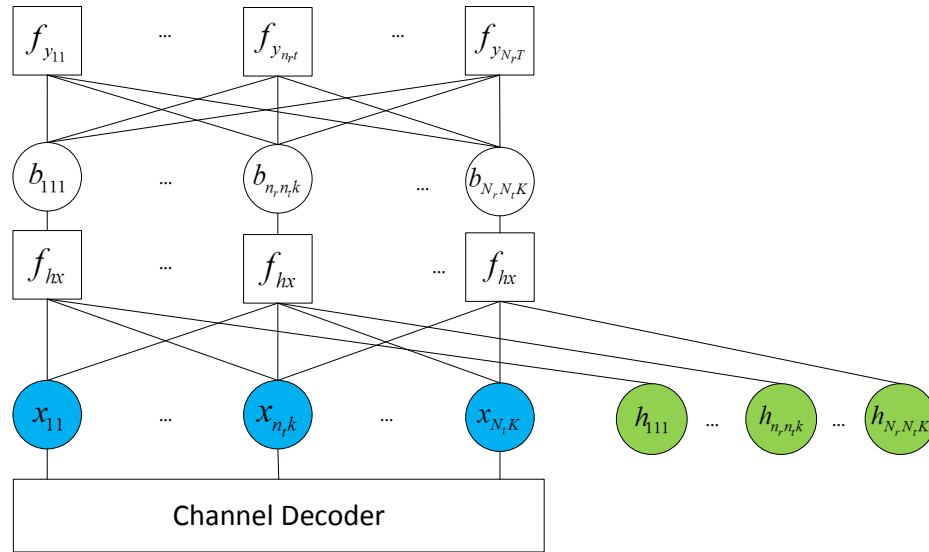 f_{y_{11}} ... f_{y_{n_r t}} ... f_{y_{N_r T}}
b_{111} ... b_{n_r n_t k} ... b_{N_r N_t K}
f_{hx} ... f_{hx} ... f_{hx}
x_{11} ... x_{n_t k} ... x_{N_t K} h_{111} ... h_{n_r n_t k} ... h_{N_r N_t K}
Channel Decoder